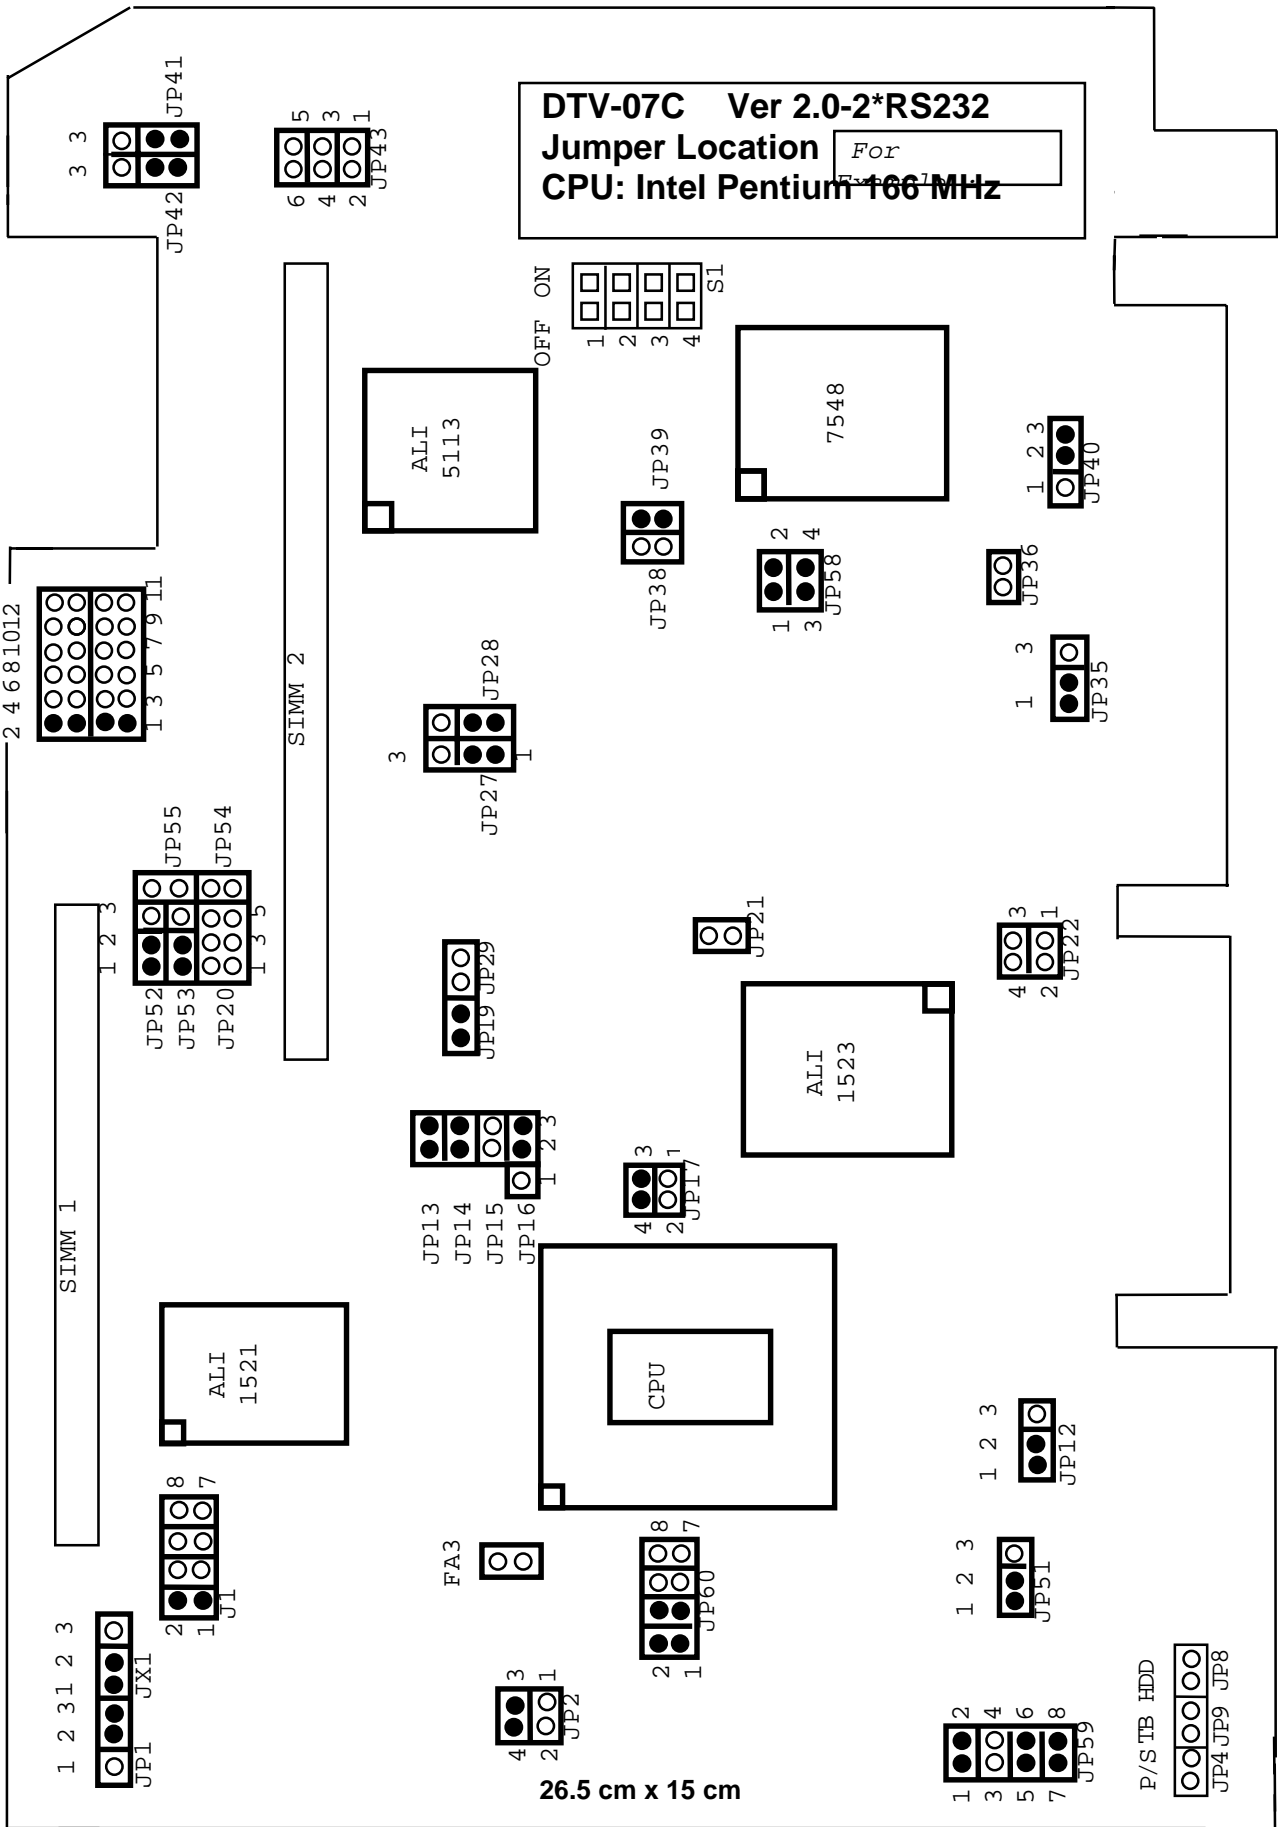 DTV-07C Ver 2.0-2*RS232
Jumper Location
For
CPU: Intel Pentium 166 MHz
3 3
JP41
JP42
5 3 1
6 4 2
JP43
OFF ON
1 2 3 4
S1
ALI
5113
7548
JP39
JP38
2 4
1 3
JP58
1 2 3
JP40
JP36
1 3
JP35
2 4 6 8 10 12
1 3 5 7 9 11
SIMM 2
3
JP28
JP27
1
JP55
JP54
1 2 3
JP52
JP53
JP20
1 3 5
JP29
JP19
JP21
3 1
4 2
JP22
ALI
1523
JP13
JP14
JP15
JP16
1 2 3
3 1
4 2
JP17
SIMM 1
ALI
1521
CPU
8 7
2 1
J1
FA3
8 7
2 1
JP60
1 2 3
JP12
1 2 3
JP51
1 2 3 1 2 3
JP1
JX1
3 1
4 2
JP2
2 4 6 8
1 3 5 7
JP59
P/S TB HDD
JP4 JP9 JP8
26.5 cm x 15 cm